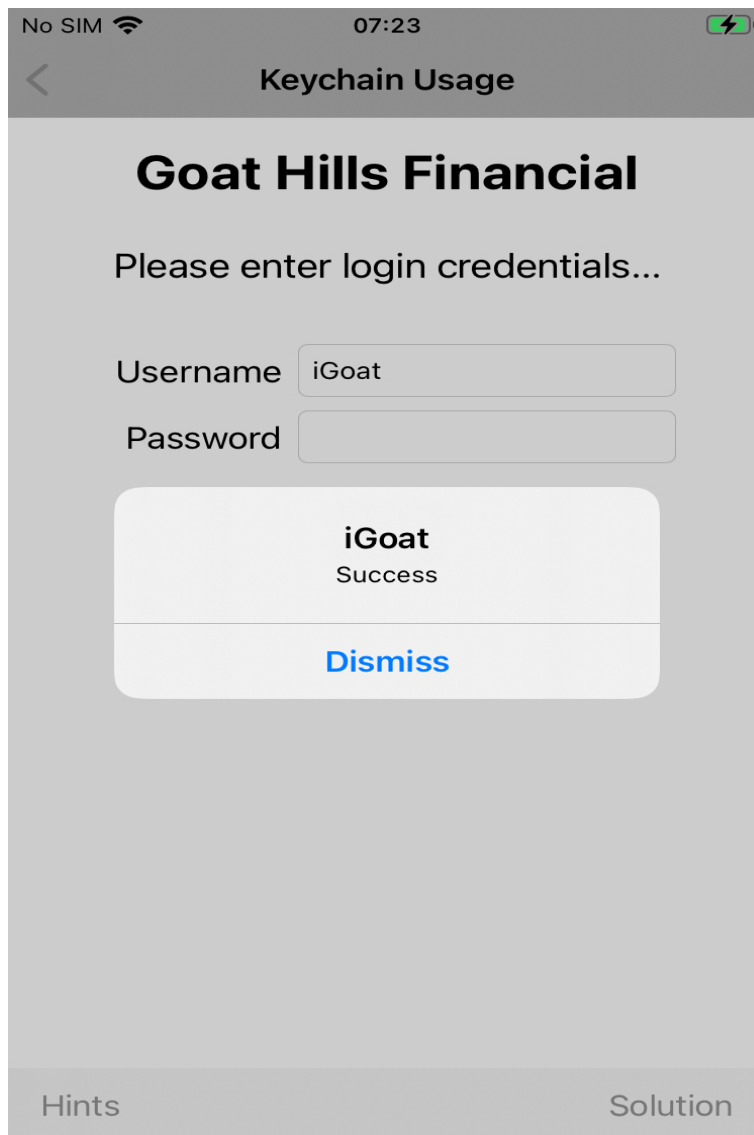 No SIM
07:23
Keychain Usage
Goat Hills Financial
Please enter login credentials...
Username iGoat
Password
iGoat
Success
Dismiss
Hints
Solution